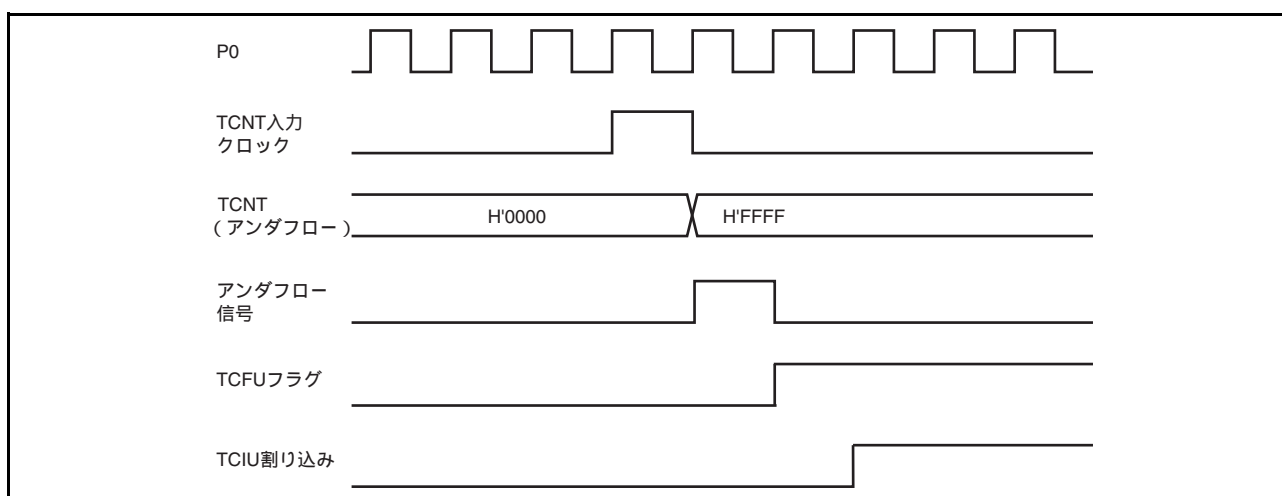 P0
TCNT入力
クロック
TCNT
（アンダフロー）
H'0000
H'FFFF
アンダフロー
信号
TCFUフラグ
TCIU割り込み